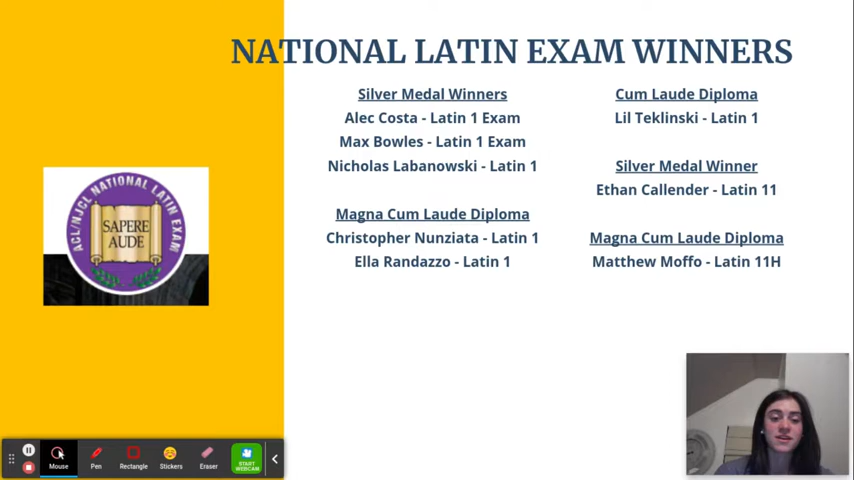 NATIONAL LATIN EXAM WINNERS
Silver Medal Winners
Alec Costa - Latin 1 Exam
Max Bowles - Latin 1 Exam
Nicholas Labanowski - Latin 1
Magna Cum Laude Diploma
Christopher Nunziata - Latin 1
Ella Randazzo - Latin 1
Cum Laude Diploma
Lil Teklinski - Latin 1
Silver Medal Winner
Ethan Callender - Latin 11
Magna Cum Laude Diploma
Matthew Moffo - Latin 11H
ACL/NJCL NATIONAL LATIN EXAM
SAPERE
AUDE
Mouse
Pen
Rectangle
Stickers
Eraser
START
WEBCAM